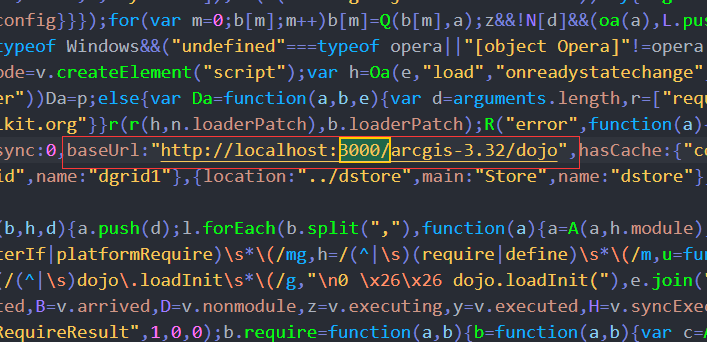 config}}});for(var m=0;b[m];m++)b[m]=Q(b[m],a);z&&!N[d]&&(oa(a),L.pus
typeof Windows&&("undefined"===typeof opera||"[object Opera]"!=opera
ode=v.createElement("script");var h=Oa(e,"load","onreadystatechange",
er"))Da=p;else{var Da=function(a,b,e){var d=arguments.length,r=["requ
lkit.org"}}r(r(h,n.loaderPatch),b.loaderPatch);R("error",function(a){
sync:0,baseUrl:"http://localhost:3000/arcgis-3.32/dojo",hasCache:{"co
id",name:"dgrid1"},{location:"../dstore",main:"Store",name:"dstore"},
(b,h,d){a.push(d);l.forEach(b.split(","),function(a){a=A(a,h.module);
terIf|platformRequire)\s*\(/mg,h=/(^|\s)(require|define)\s*\(/m,u=fun
(/(^|\s)dojo\.loadInit\s*\(/g,"\n0 \x26\x26 dojo.loadInit("),e.join("
ted,B=v.arrived,D=v.nonmodule,z=v.executing,y=v.executed,H=v.syncExec
RequireResult",1,0,0);b.require=function(a,b){b=function(a,b){var c=A